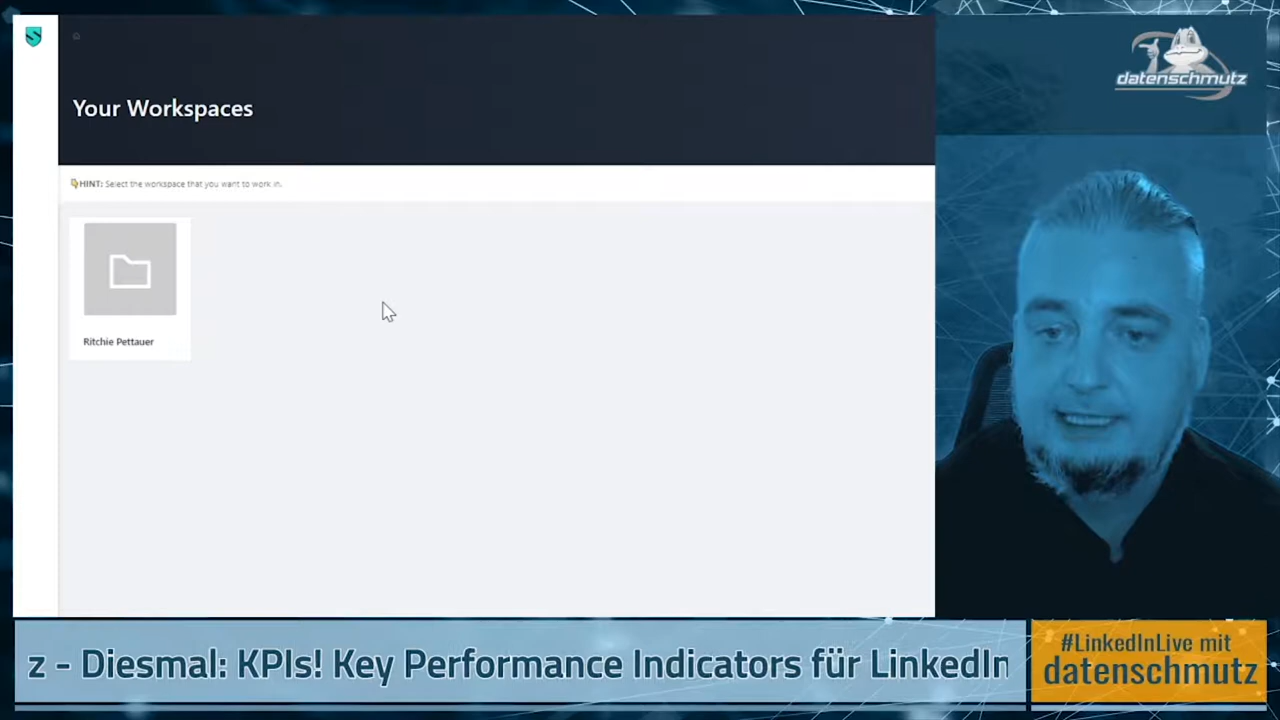 datenschmutz
Your Workspaces
HINT: Select the workspace that you want to work in.
Ritchie Pettauer
z - Diesmal: KPIs! Key Performance Indicators für LinkedIn
#LinkedInLive mit
datenschmutz